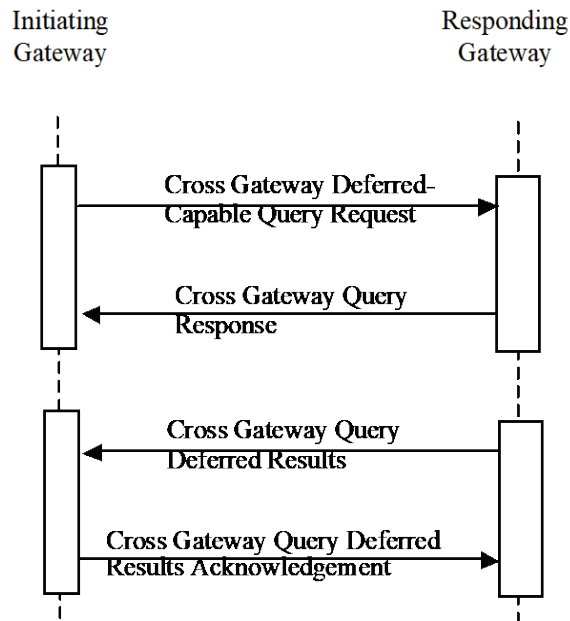 Initiating
Gateway
Responding
Gateway
Cross Gateway Deferred-
Capable Query Request
Cross Gateway Query
Response
Cross Gateway Query
Deferred Results
Cross Gateway Query Deferred
Results Acknowledgement